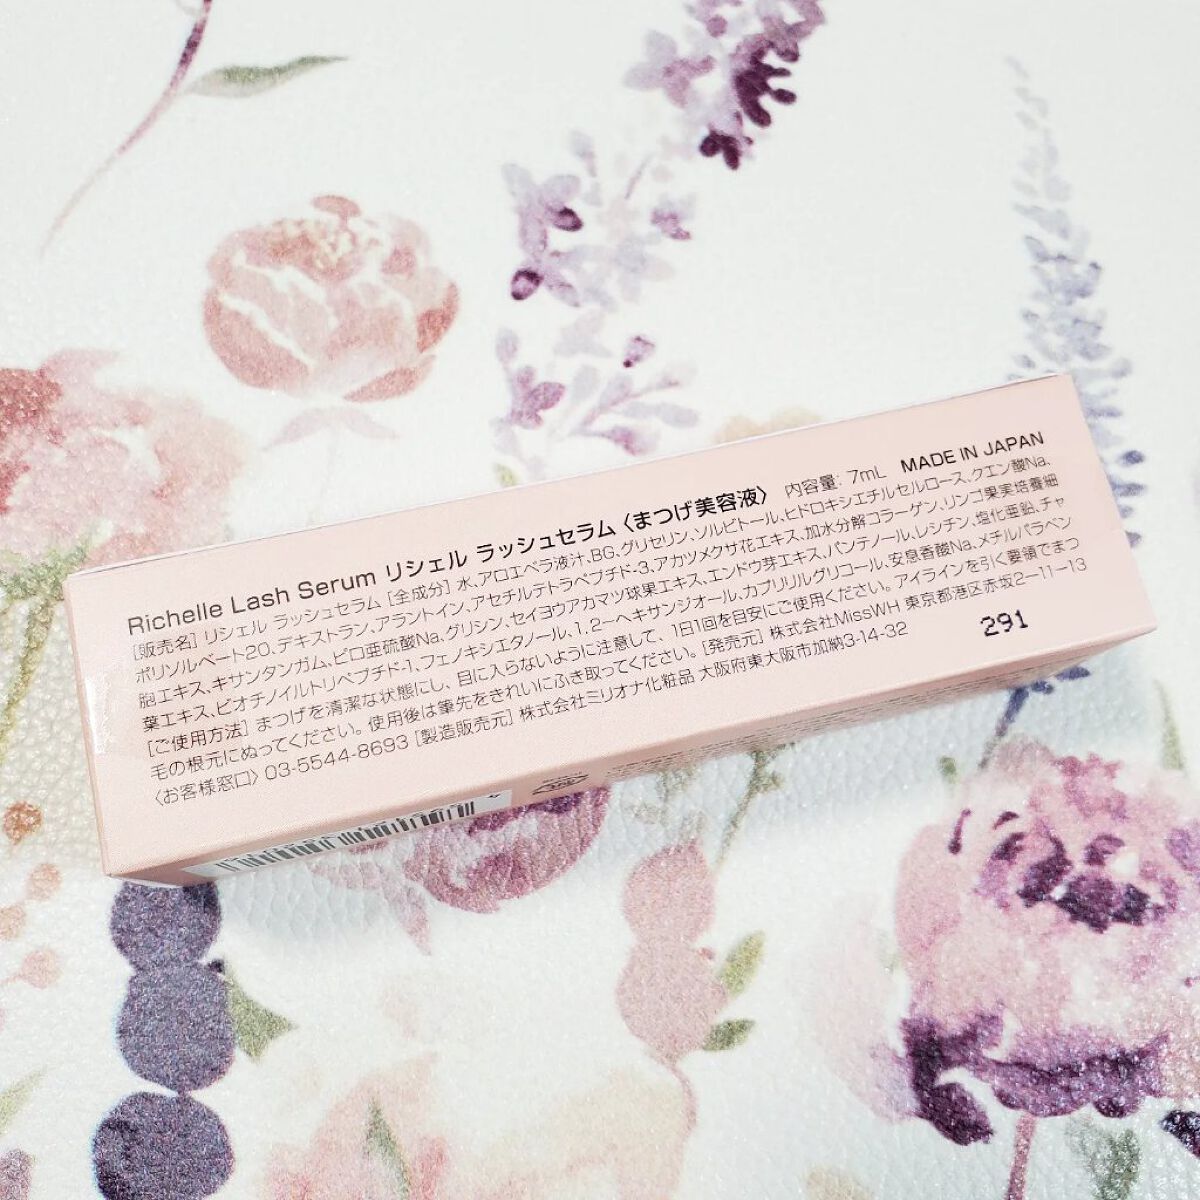 Richelle Lash Serum リシェル ラッシュセラム〈まつげ美容液〉 内容量: 7mL MADE IN JAPAN
[販売名] リシェル ラッシュセラム [全成分] 水、アロエベラ液汁、BG、グリセリン、ソルビトール、ヒドロキシエチルセルロース、クエン酸Na、
ポリソルベート20、デキストラン、アラントイン、アセチルテトラペプチド-3、アカツメクサ花エキス、加水分解コラーゲン、リンゴ果実培養細
胞エキス、キサンタンガム、ピロ亜硫酸Na、グリシン、セイヨウアカマツ球果エキス、エンドウ芽エキス、パンテノール、レシチン、塩化亜鉛、チャ
葉エキス、ビオチノイルトリペプチド-1、フェノキシエタノール、1,2-ヘキサンジオール、カプリリルグリコール、安息香酸Na、メチルパラベン
[ご使用方法] まつげを清潔な状態にし、目に入らないように注意して、1日1回を目安にご使用ください。アイラインを引く要領でまつ
毛の根元にぬってください。使用後は筆先をきれいにふき取ってください。[発売元] 株式会社MissWH 東京都港区赤坂2-11-13
〈お客様窓口〉03-5544-8693 [製造販売元] 株式会社ミリオナ化粧品 大阪府東大阪市加納3-14-32
291